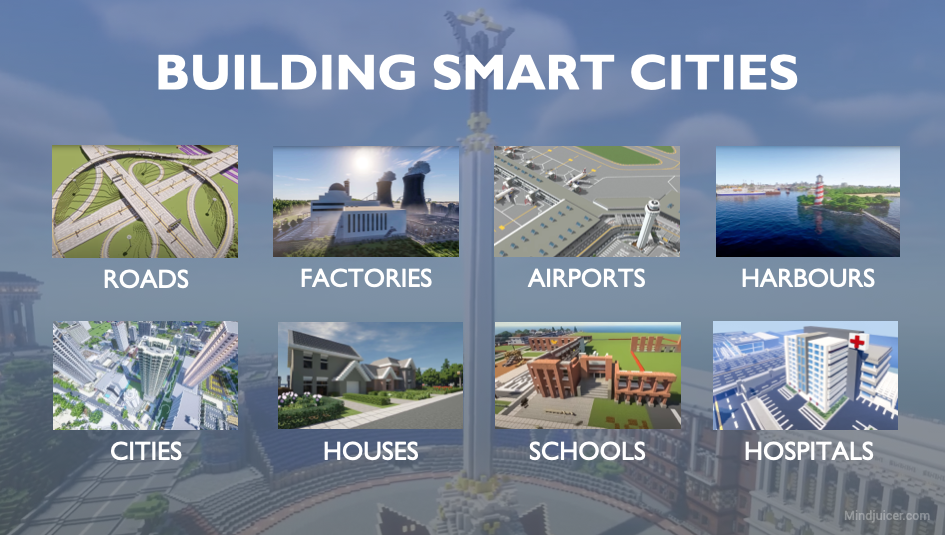 BUILDING SMART CITIES
ROADS
FACTORIES
AIRPORTS
HARBOURS
CITIES
HOUSES
SCHOOLS
HOSPITALS
Mindjuicer.com